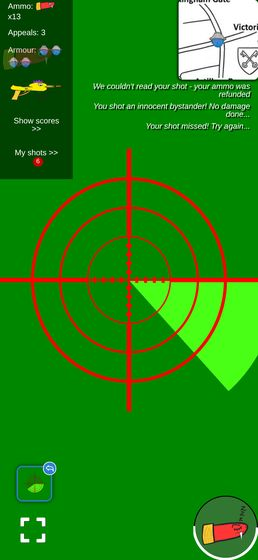 Ammo:
x13
Appeals: 3
Armour:
Show scores
>>
My shots >>
6
Victori
We couldn't read your shot - your ammo was
refunded
You shot an innocent bystander! No damage
done...
Your shot missed! Try again...